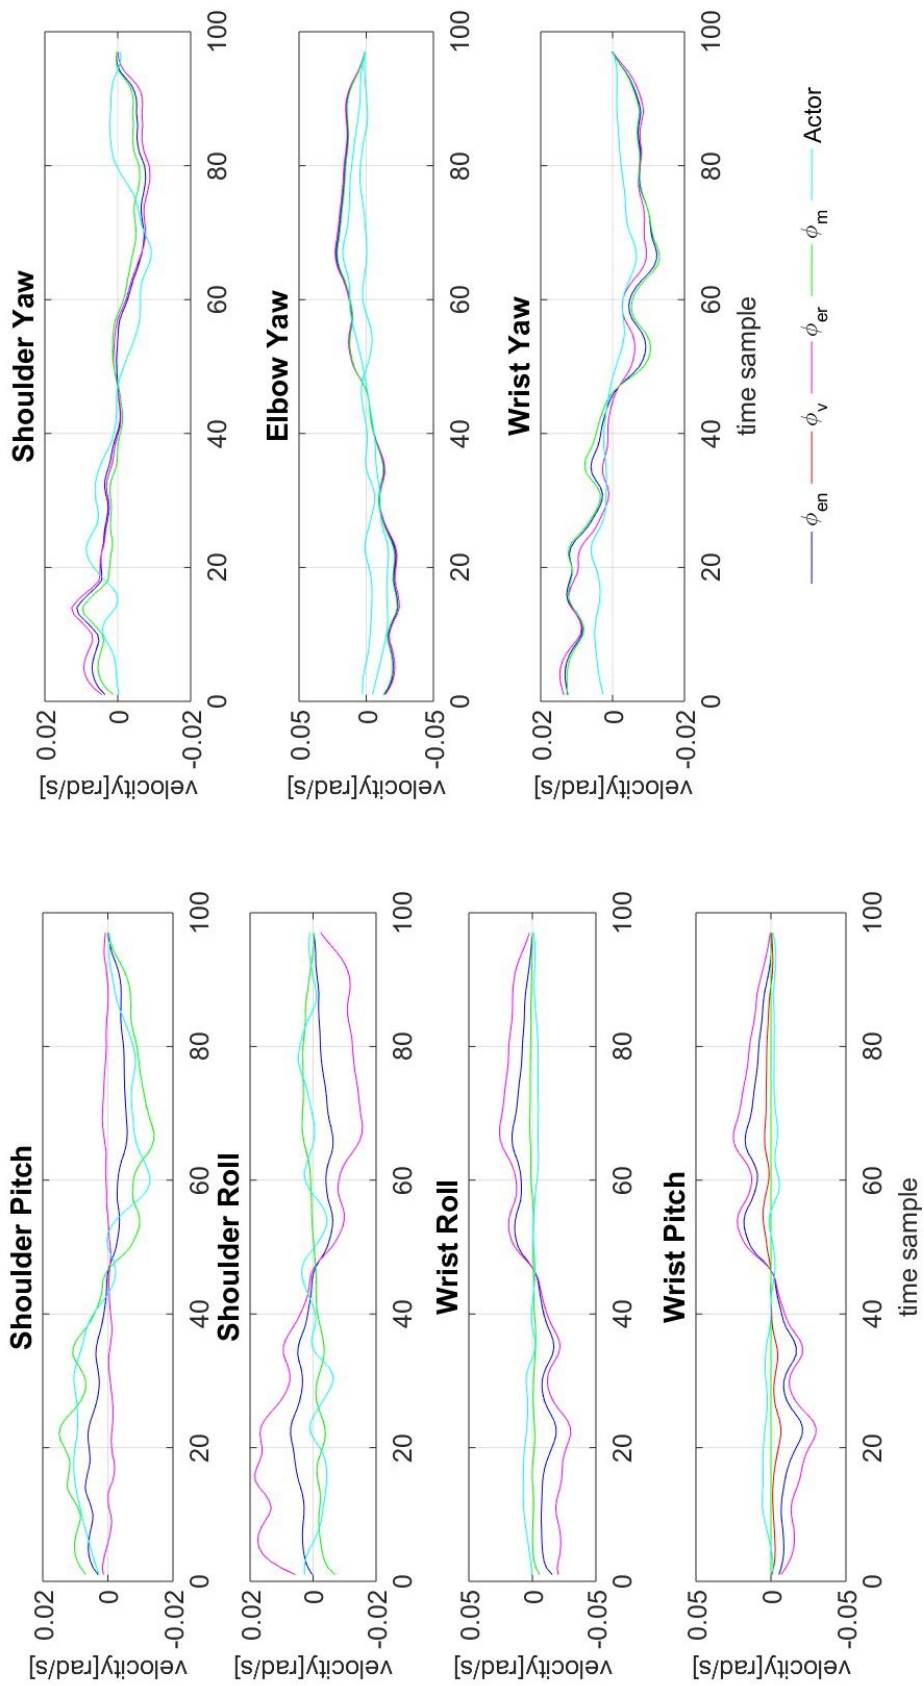 Shoulder Pitch
0.02
0
-0.02
velocity[rad/s]
0 20 40 60 80 100
Shoulder Roll
0.02
0
-0.02
velocity[rad/s]
0 20 40 60 80 100
Wrist Roll
0.05
0
-0.05
velocity[rad/s]
0 20 40 60 80 100
Wrist Pitch
0.05
0
-0.05
velocity[rad/s]
0 20 40 60 80 100
time sample
Shoulder Yaw
0.02
0
-0.02
velocity[rad/s]
0 20 40 60 80 100
Elbow Yaw
0.05
0
-0.05
velocity[rad/s]
0 20 40 60 80 100
Wrist Yaw
0.02
0
-0.02
velocity[rad/s]
0 20 40 60 80 100
time sample
ϕen ϕv ϕer ϕm Actor